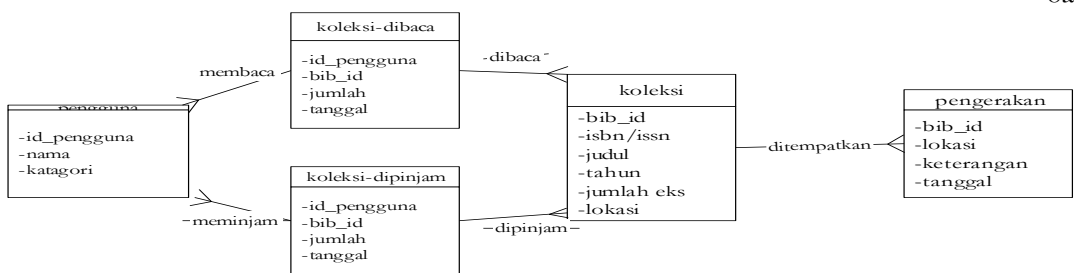 koleksi-dibaca
-id_pengguna
-bib_id
-jumlah
-tanggal
membaca
-dibaca-
pengguna
-id_pengguna
-nama
-katagori
koleksi
-bib_id
-isbn/issn
-judul
-tahun
-jumlah eks
-lokasi
ditempatkan
pengerakan
-bib_id
-lokasi
-keterangan
-tanggal
koleksi-dipinjam
-id_pengguna
-bib_id
-jumlah
-tanggal
-meminjam
-dipinjam-